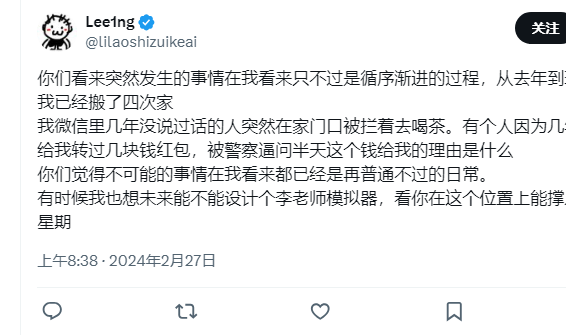 Lee1ng
@lilaoshizuikeai
关注
你们看来突然发生的事情在我看来只不过是循序渐进的过程，从去年到
我已经搬了四次家
我微信里几年没说过话的人突然在家门口被拦着去喝茶。有个人因为几
给我转过几块钱红包，被警察逼问半天这个钱给我的理由是什么
你们觉得不可能的事情在我看来都已经是再普通不过的日常。
有时候我也想未来能不能设计个李老师模拟器，看你在这个位置上能撑
星期
上午8:38 · 2024年2月27日